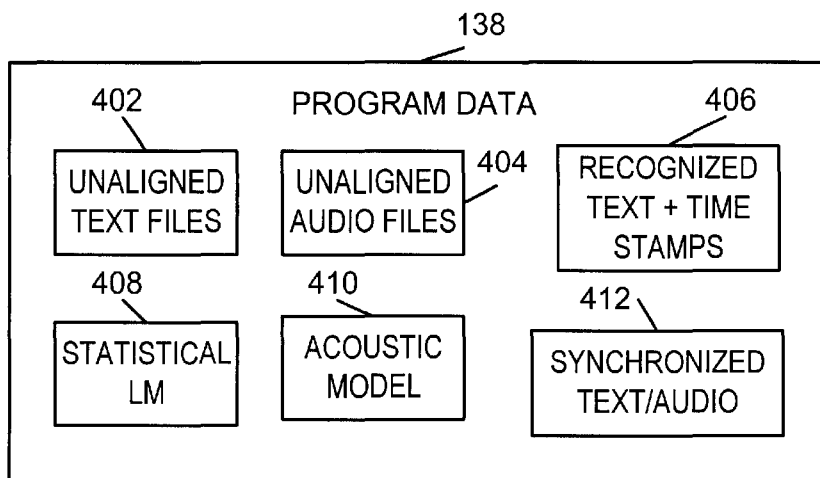 138
PROGRAM DATA
402
UNALIGNED
TEXT FILES
UNALIGNED
AUDIO FILES
404
406
RECOGNIZED
TEXT + TIME
STAMPS
408
STATISTICAL
LM
410
ACOUSTIC
MODEL
412
SYNCHRONIZED
TEXT/AUDIO